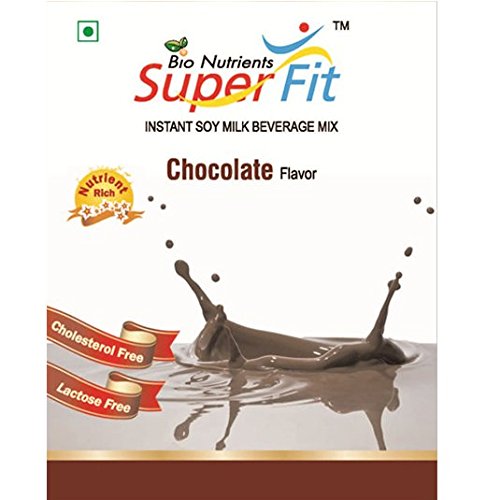 Bio Nutrients
Super Fit ™
INSTANT SOY MILK BEVERAGE MIX
Chocolate Flavor
Nutrient
Rich
Cholesterol Free
Lactose Free